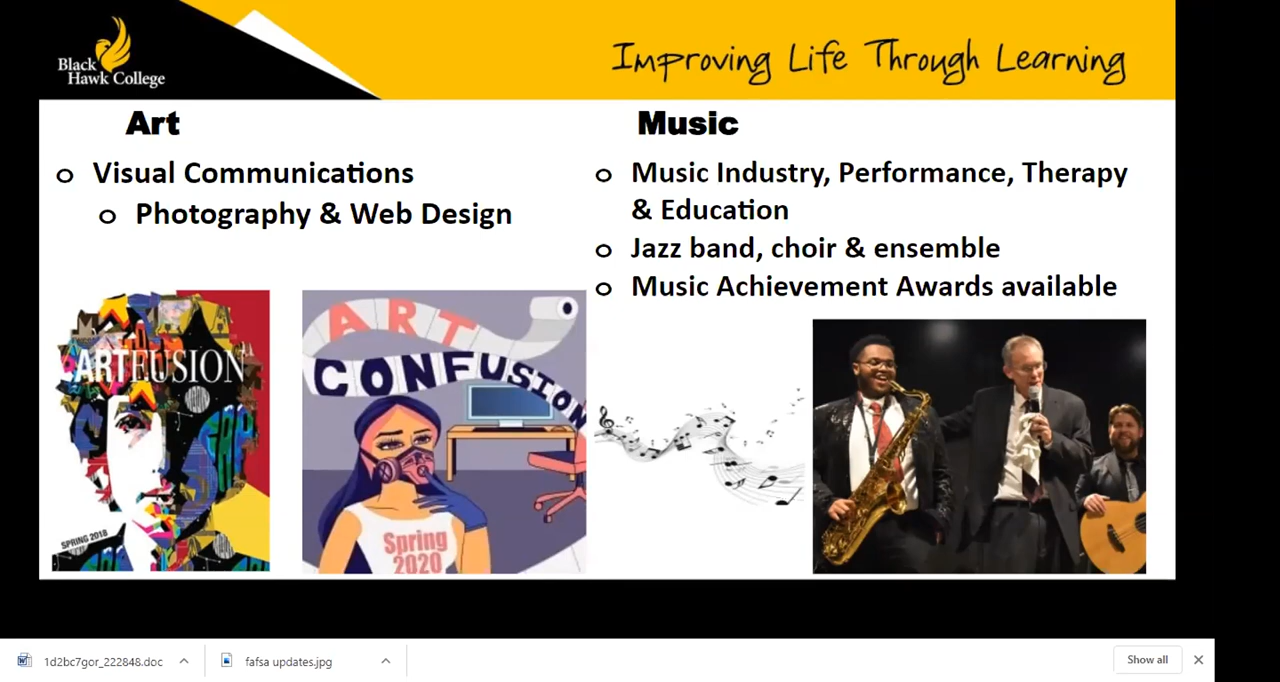 Black
Hawk College
Improving Life Through Learning
Art
o Visual Communications
o Photography & Web Design
ARTFUSION
SPRING 2018
ART
CONFUSION
Spring
2020
Music
o Music Industry, Performance, Therapy
& Education
o Jazz band, choir & ensemble
o Music Achievement Awards available
1d2bc7gor_222848.doc
fafsa updates.jpg
Show all